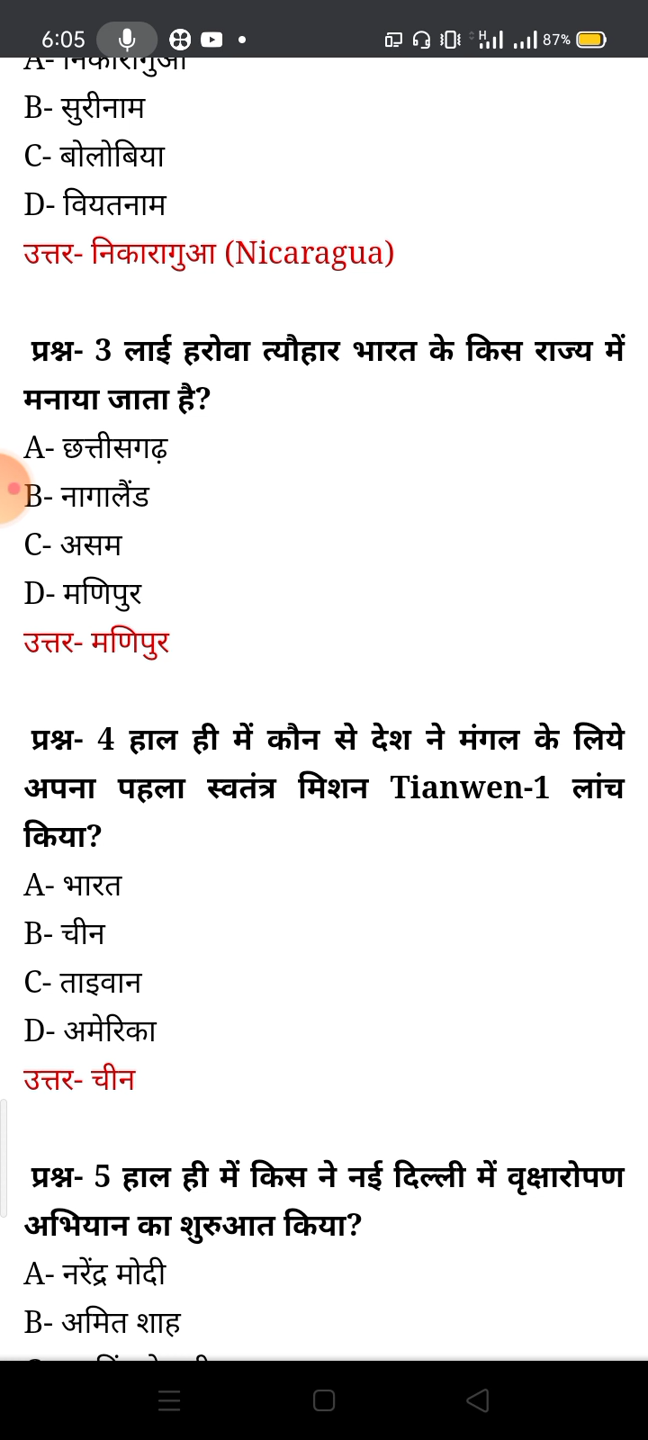 6:05
87%
A- निकारागुआ
B- सुरीनाम
C- बोलोबिया
D- वियतनाम
उत्तर- निकारागुआ (Nicaragua)
प्रश्न- 3 लाई हरोवा त्यौहार भारत के किस राज्य में
मनाया जाता है?
A- छत्तीसगढ़
B- नागालैंड
C- असम
D- मणिपुर
उत्तर- मणिपुर
प्रश्न- 4 हाल ही में कौन से देश ने मंगल के लिये
अपना पहला स्वतंत्र मिशन Tianwen-1 लांच
किया?
A- भारत
B- चीन
C- ताइवान
D- अमेरिका
उत्तर- चीन
प्रश्न- 5 हाल ही में किस ने नई दिल्ली में वृक्षारोपण
अभियान का शुरुआत किया?
A- नरेंद्र मोदी
B- अमित शाह